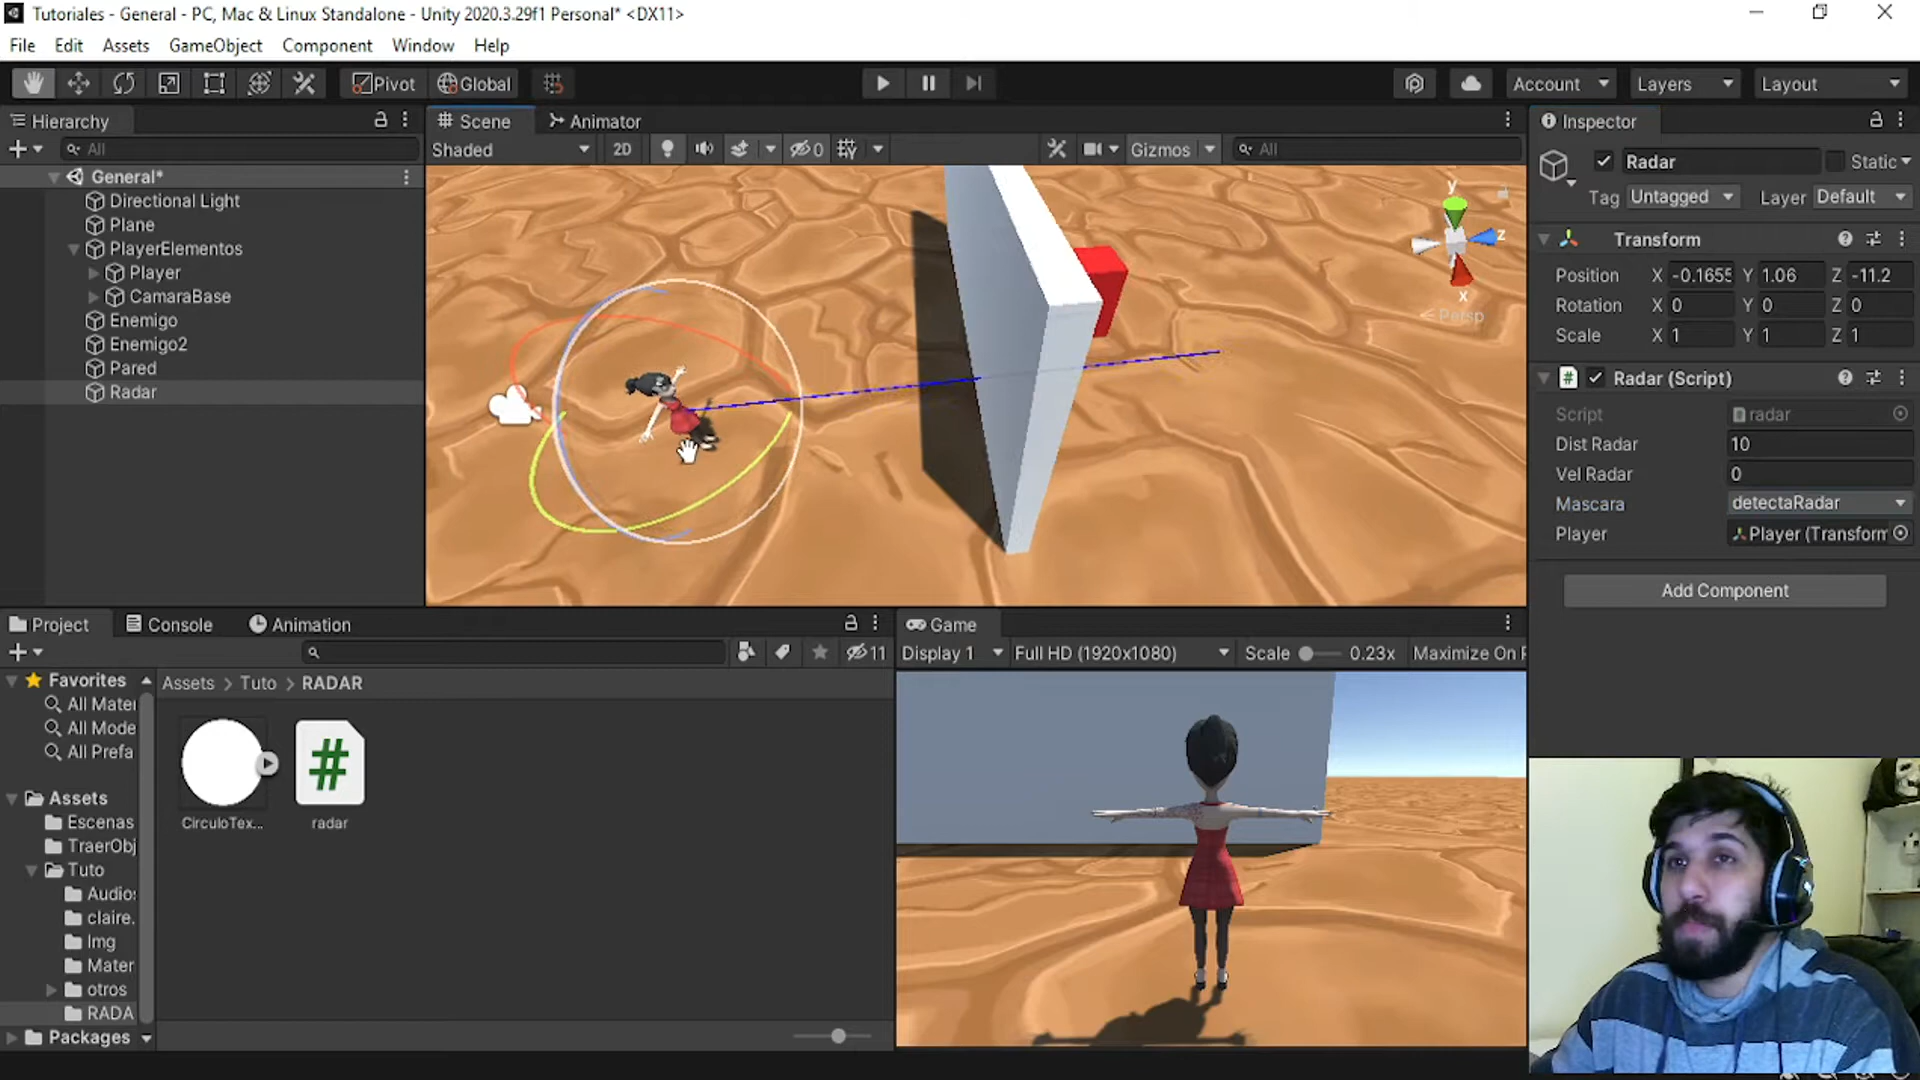 Tutoriales - General - PC, Mac & Linux Standalone - Unity 2020.3.29f1 Personal* <DX11>
File Edit Assets GameObject Component Window Help
Pivot Global Account Layers Layout
Hierarchy
All
General*
Directional Light
Plane
PlayerElementos
Player
CamaraBase
Enemigo
Enemigo2
Pared
Radar
Scene Animator
Shaded 2D 0 Gizmos All
y
z
x
Persp
Inspector
Radar Static
Tag Untagged Layer Default
Transform
Position X -0.1655 Y 1.06 Z -11.2
Rotation X 0 Y 0 Z 0
Scale X 1 Y 1 Z 1
# Radar (Script)
Script radar
Dist Radar 10
Vel Radar 0
Mascara detectaRadar
Player Player (Transform
Add Component
Project Console Animation
11
Favorites
All Mater
All Mode
All Prefa
Assets
Escenas
TraerObj
Tuto
Audio
claire.
Img
Mater
otros
RADA
Packages
Assets > Tuto > RADAR
CirculoTex...
#
radar
Game
Display 1 Full HD (1920x1080) Scale 0.23x Maximize On P